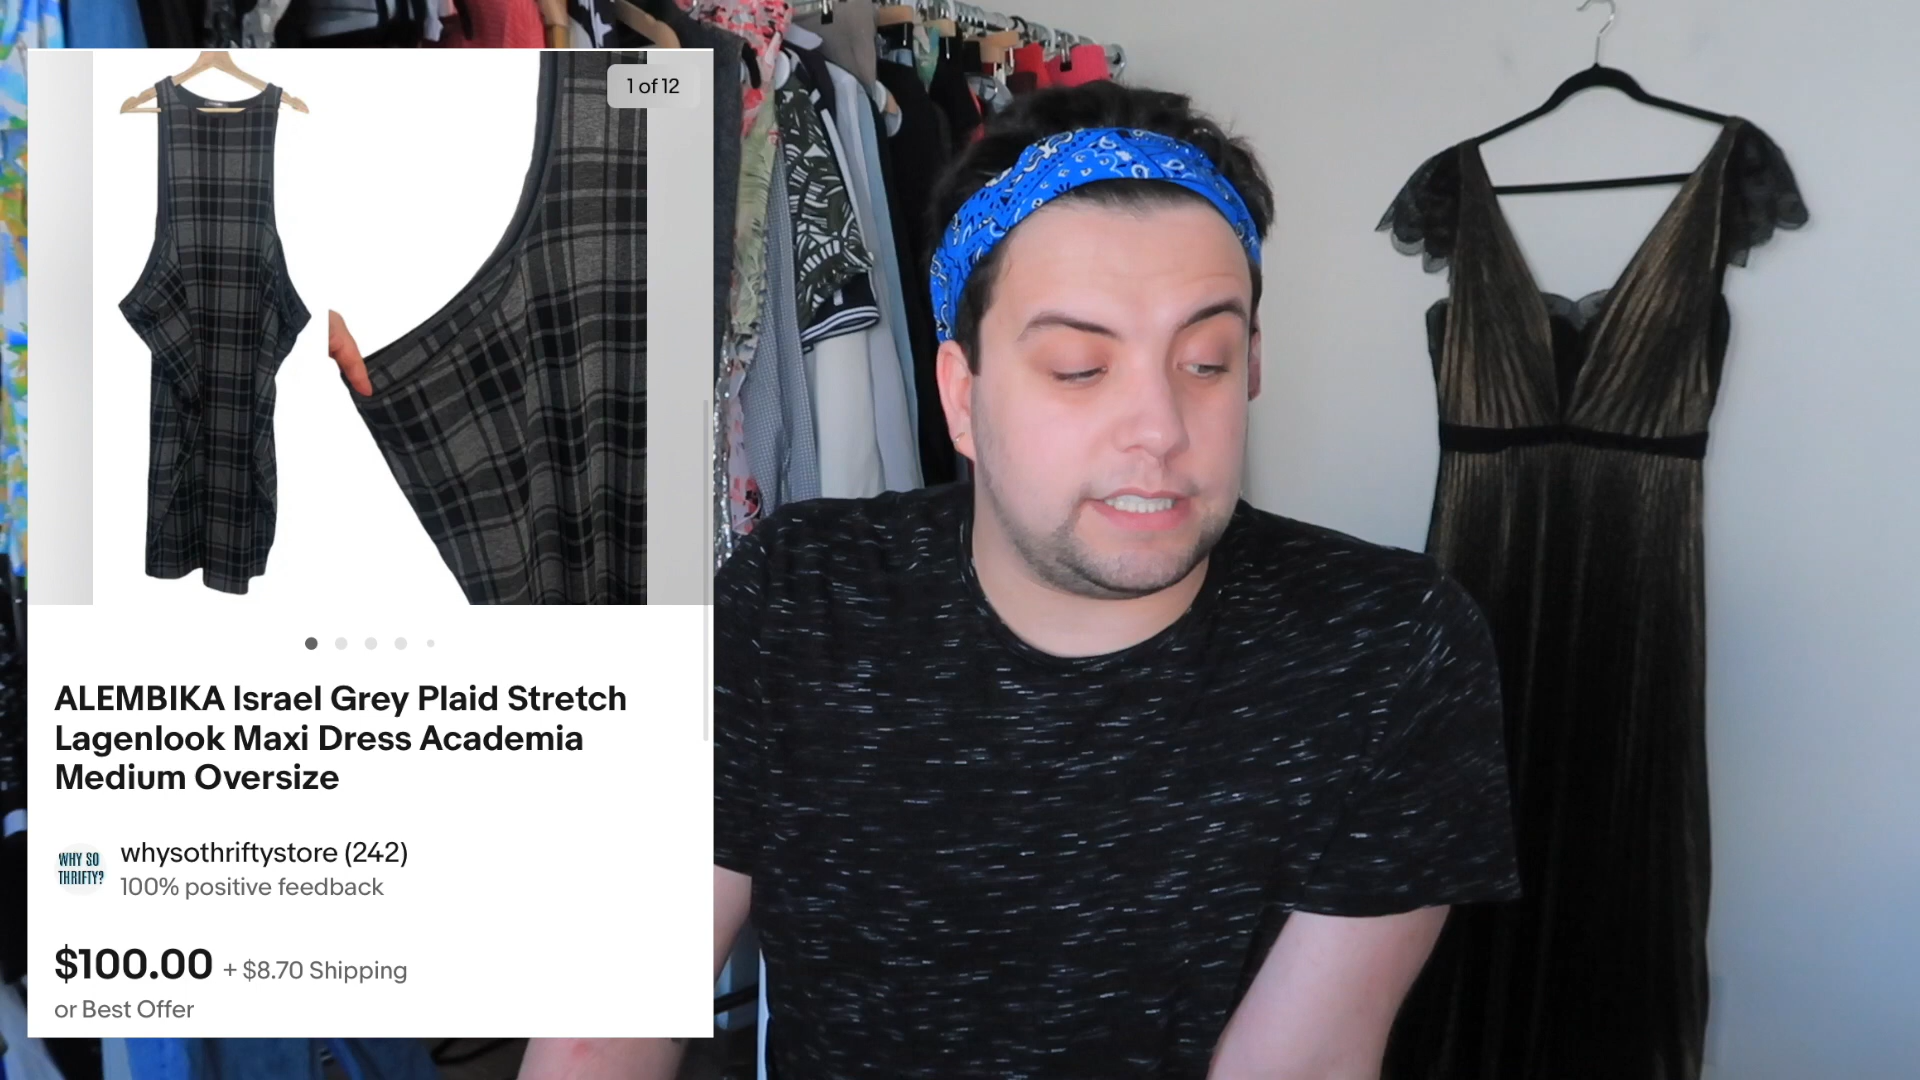 1 of 12
ALEMBIKA Israel Grey Plaid Stretch
Lagenlook Maxi Dress Academia
Medium Oversize
WHY SO
THRIFTY?
whysothriftystore (242)
100% positive feedback
$100.00 + $8.70 Shipping
or Best Offer